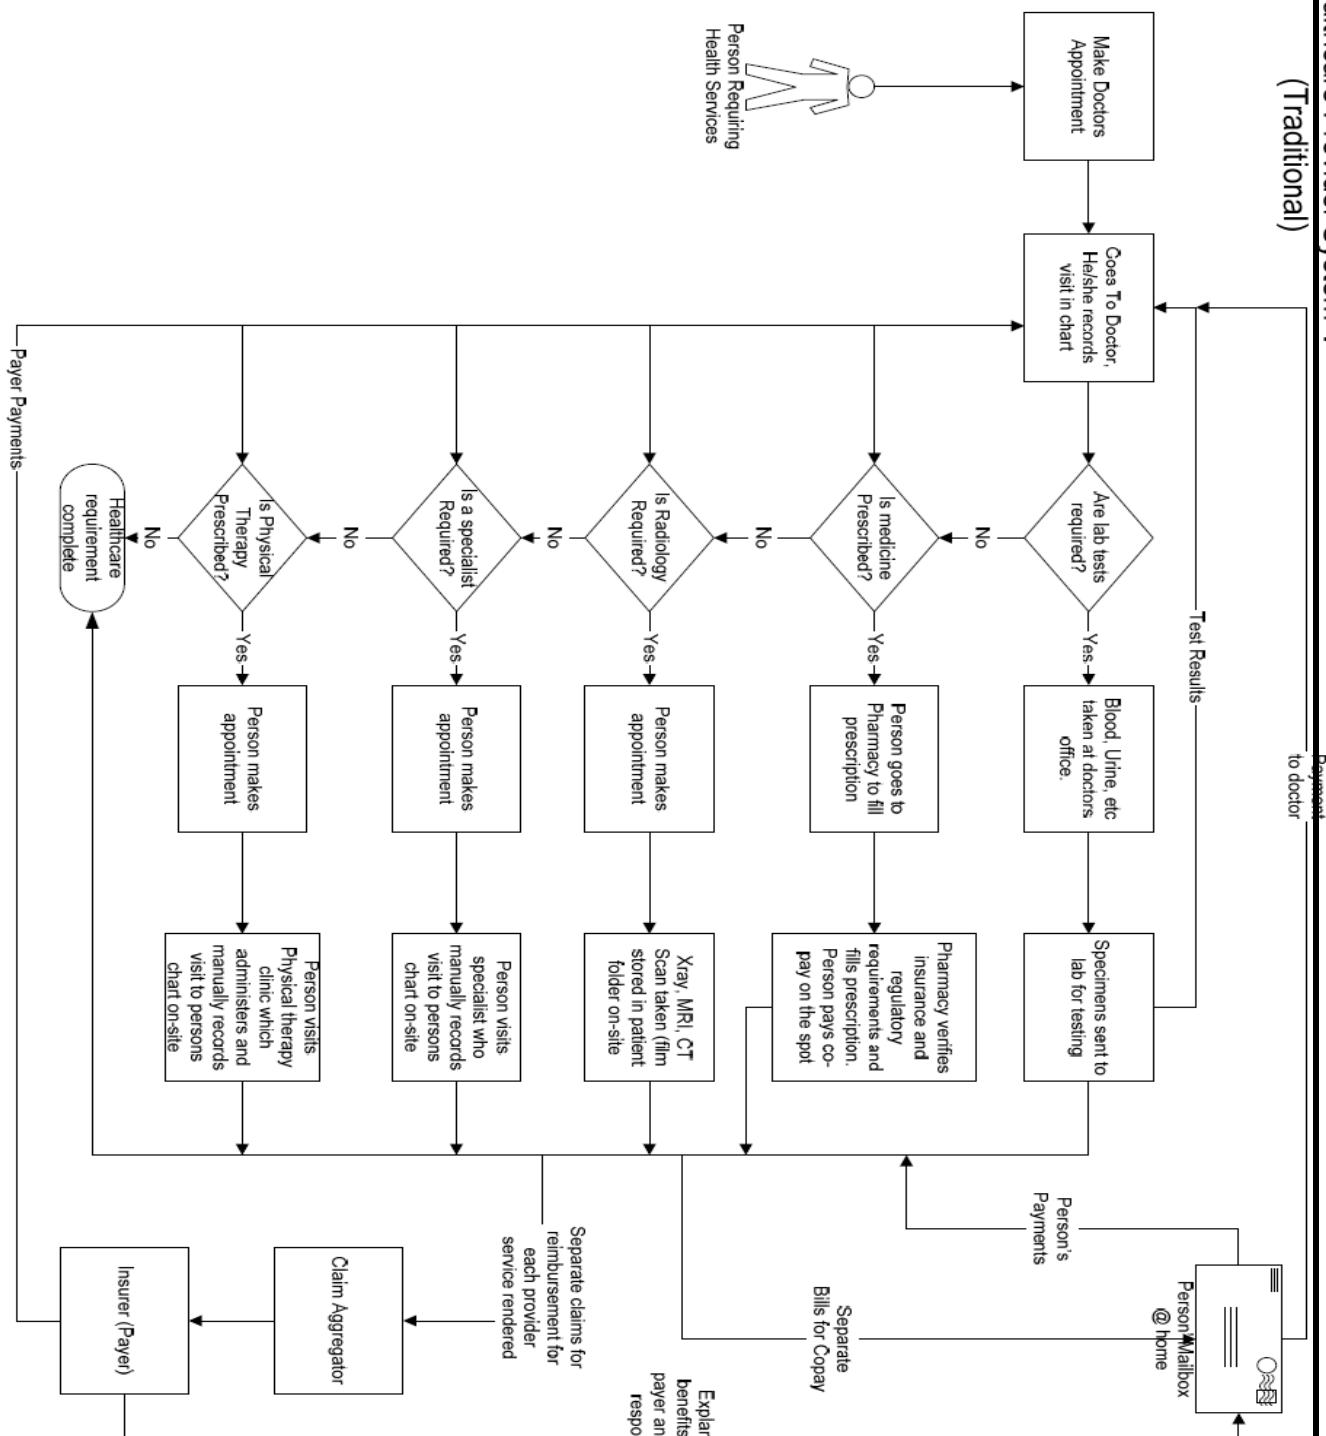 (Traditional)
Make Doctors
Appointment
Person Requiring
Health Services
Goes To Doctor,
He/she records
visit in chart
Payment
to doctor
Test Results
Are lab tests
required?
No
Yes
Blood, Urine, etc
taken at doctors
office.
Specimens sent to
lab for testing
Is medicine
Prescribed?
No
Yes
Person goes to
Pharmacy to fill
prescription
Pharmacy verifies
insurance and
regulatory
requirements and
fills prescription.
Person pays co-
pay on the spot
Is Radiology
Required?
No
Yes
Person makes
appointment
Xray, MRI, CT
Scan taken (film
stored in patient
folder on-site
Is a specialist
Required?
No
Yes
Person makes
appointment
Person visits
specialist who
manually records
visit to persons
chart on-site
Is Physical
Therapy
Prescribed?
No
Yes
Person makes
appointment
Person visits
Physical therapy
clinic which
administers and
manually records
visit to persons
chart on-site
Healthcare
requirement
complete
Payer Payments
Person's
Payments
Person" Mailbox
@ home
Separate
Bills for Copay
Separate claims for
reimbursement for
each provider
service rendered
Claim Aggregator
Insurer (Payer)
benefits
payer an